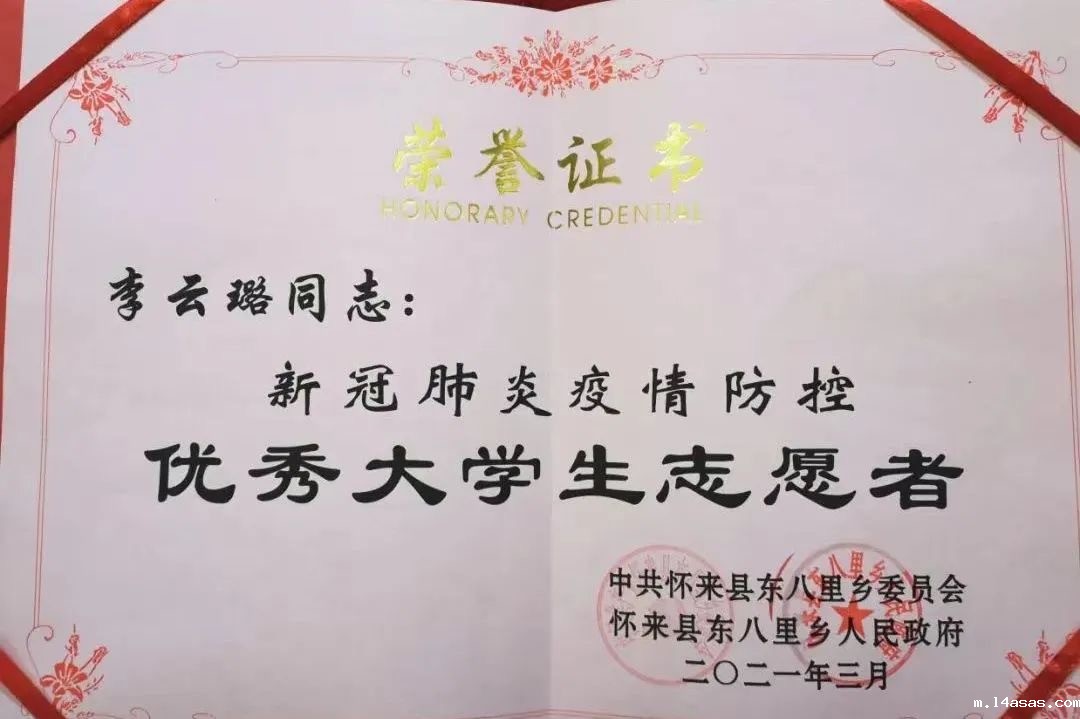 荣誉证书
HONORARY CREDENTIAL
李云璐同志：
新冠肺炎疫情防控
优秀大学生志愿者
中共怀来县东八里乡委员会
怀来县东八里乡人民政府
二〇二一年三月
m.14asas.com